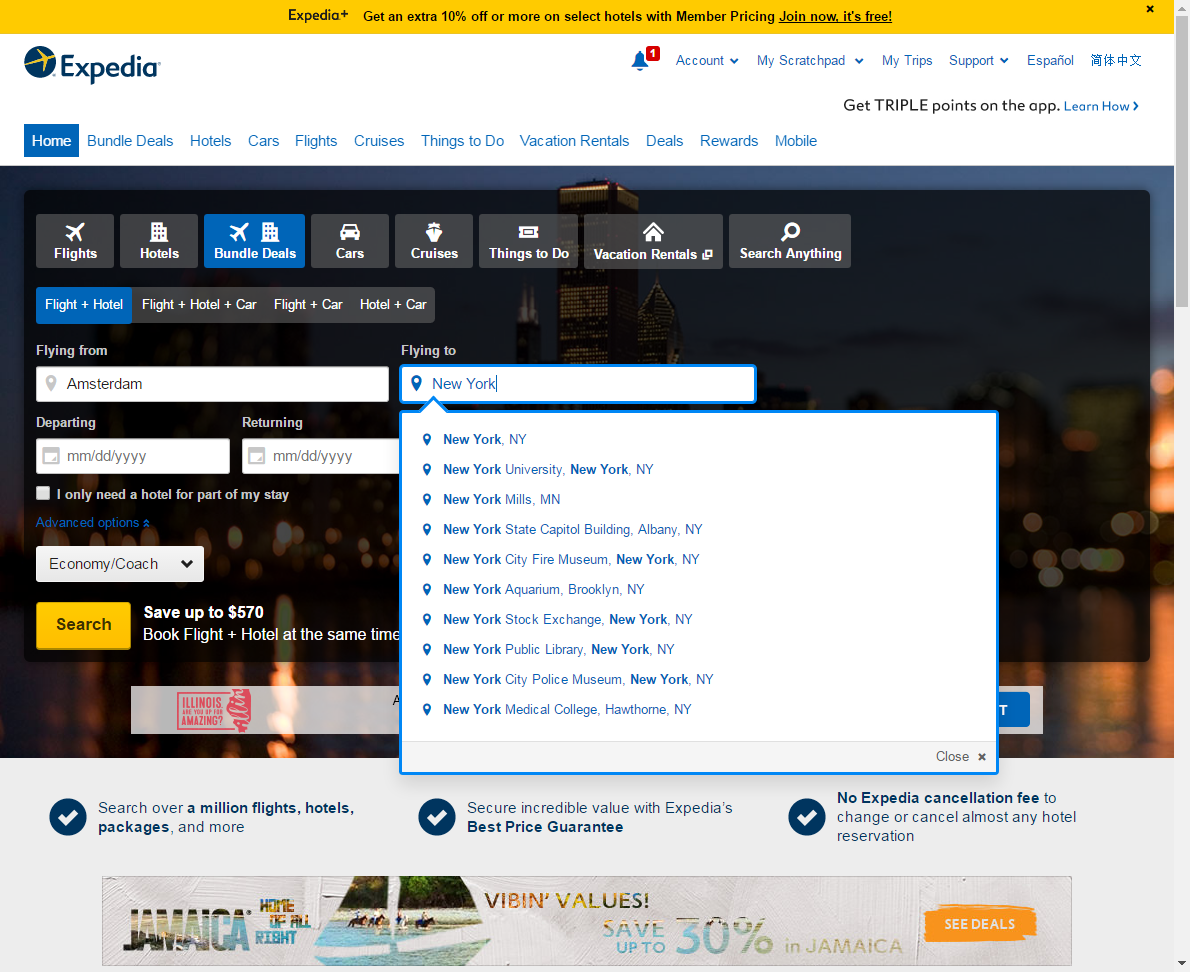 Expedia+ Get an extra 10% off or more on select hotels with Member Pricing Join now, it's free!
Expedia
1
Account
My Scratchpad
My Trips
Support
Español
简体中文
Get TRIPLE points on the app. Learn How
Home
Bundle Deals
Hotels
Cars
Flights
Cruises
Things to Do
Vacation Rentals
Deals
Rewards
Mobile
Flights
Hotels
Bundle Deals
Cars
Cruises
Things to Do
Vacation Rentals
Search Anything
Flight + Hotel
Flight + Hotel + Car
Flight + Car
Hotel + Car
Flying from
Flying to
Amsterdam
New York
Departing
Returning
mm/dd/yyyy
mm/dd/yyyy
I only need a hotel for part of my stay
Advanced options
Economy/Coach
Search
Save up to $570
Book Flight + Hotel at the same time
New York, NY
New York University, New York, NY
New York Mills, MN
New York State Capitol Building, Albany, NY
New York City Fire Museum, New York, NY
New York Aquarium, Brooklyn, NY
New York Stock Exchange, New York, NY
New York Public Library, New York, NY
New York City Police Museum, New York, NY
New York Medical College, Hawthorne, NY
Close
ILLINOIS.
ARE YOU UP FOR
AMAZING?
A
T
Search over a million flights, hotels,
packages, and more
Secure incredible value with Expedia's
Best Price Guarantee
No Expedia cancellation fee to
change or cancel almost any hotel
reservation
JAMAICA
HOME
OF ALL
RIGHT
VIBIN' VALUES!
SAVE
UP TO 30% in JAMAICA
SEE DEALS